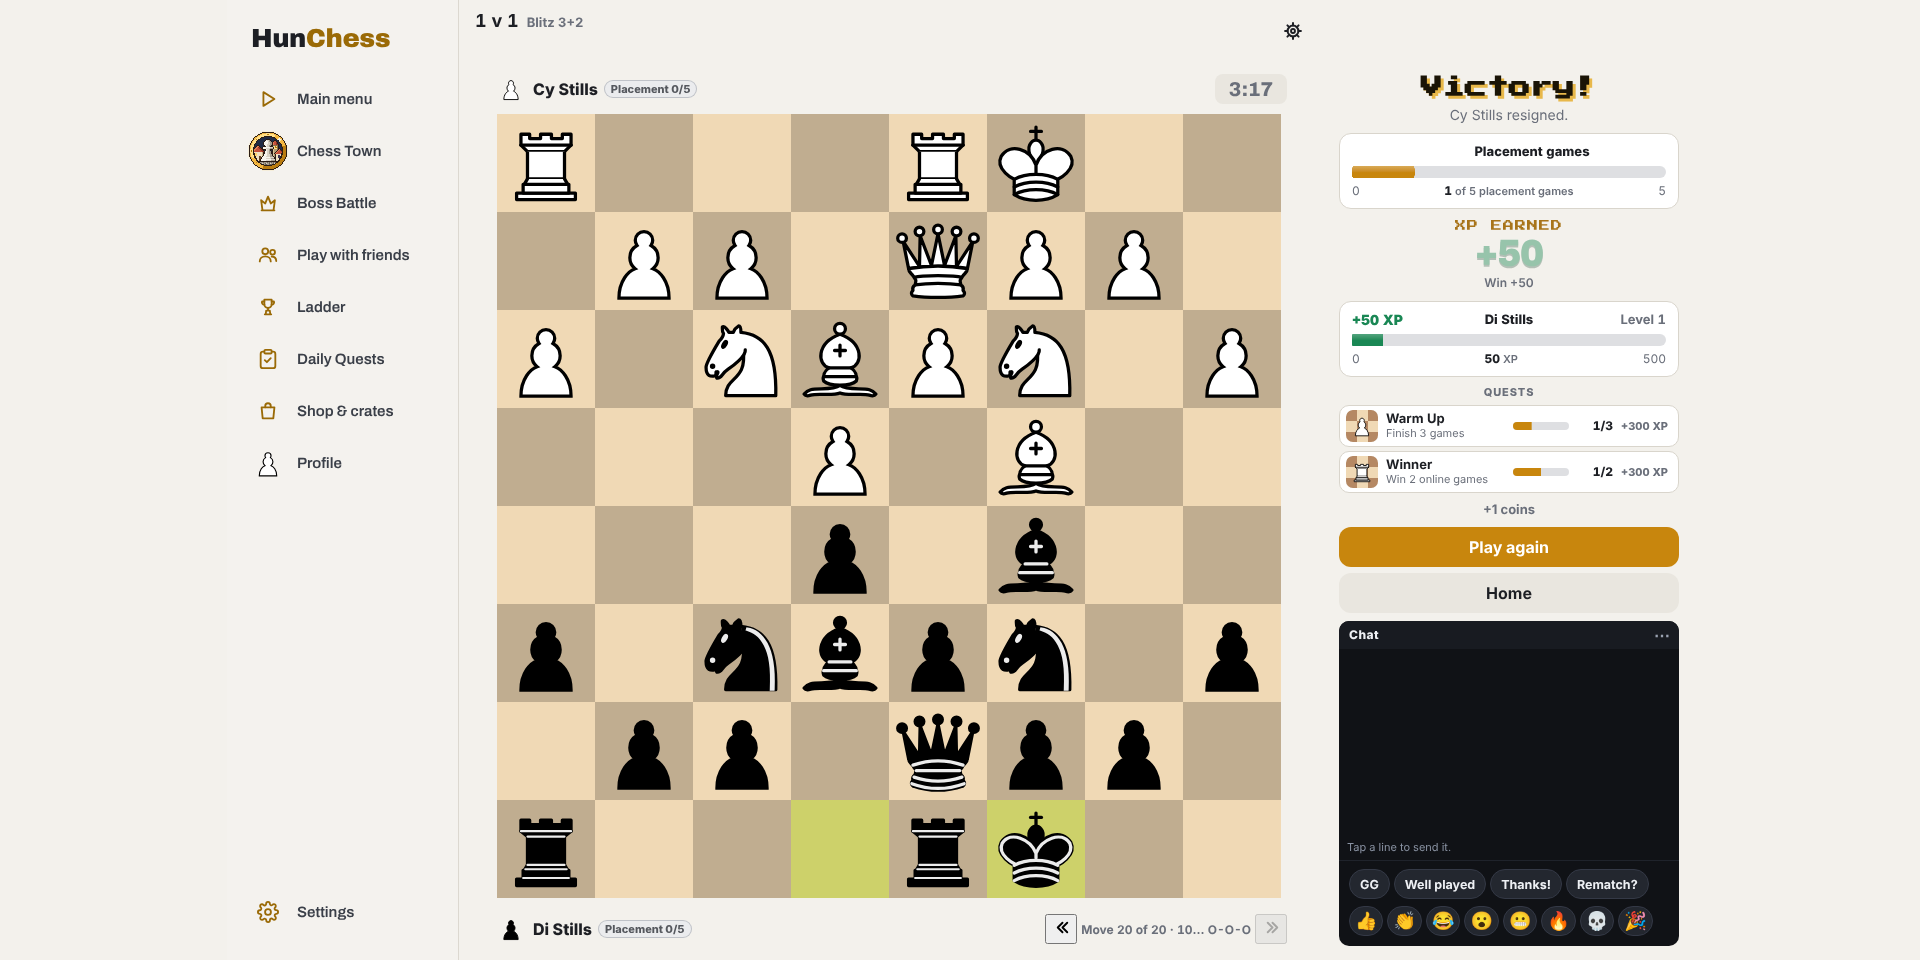 HunChess
Main menu
Chess Town
Boss Battle
Play with friends
Ladder
Daily Quests
Shop & crates
Profile
Settings
1 v 1 Blitz 3+2
Cy Stills Placement 0/5
3:17
Di Stills Placement 0/5
Move 20 of 20 · 10... O-O-O
Victory!
Cy Stills resigned.
Placement games
0 1 of 5 placement games 5
XP EARNED
+50
Win +50
+50 XP Di Stills Level 1
0 50 XP 500
QUESTS
Warm Up
Finish 3 games
1/3 +300 XP
Winner
Win 2 online games
1/2 +300 XP
+1 coins
Play again
Home
Chat
Tap a line to send it.
GG Well played Thanks! Rematch?